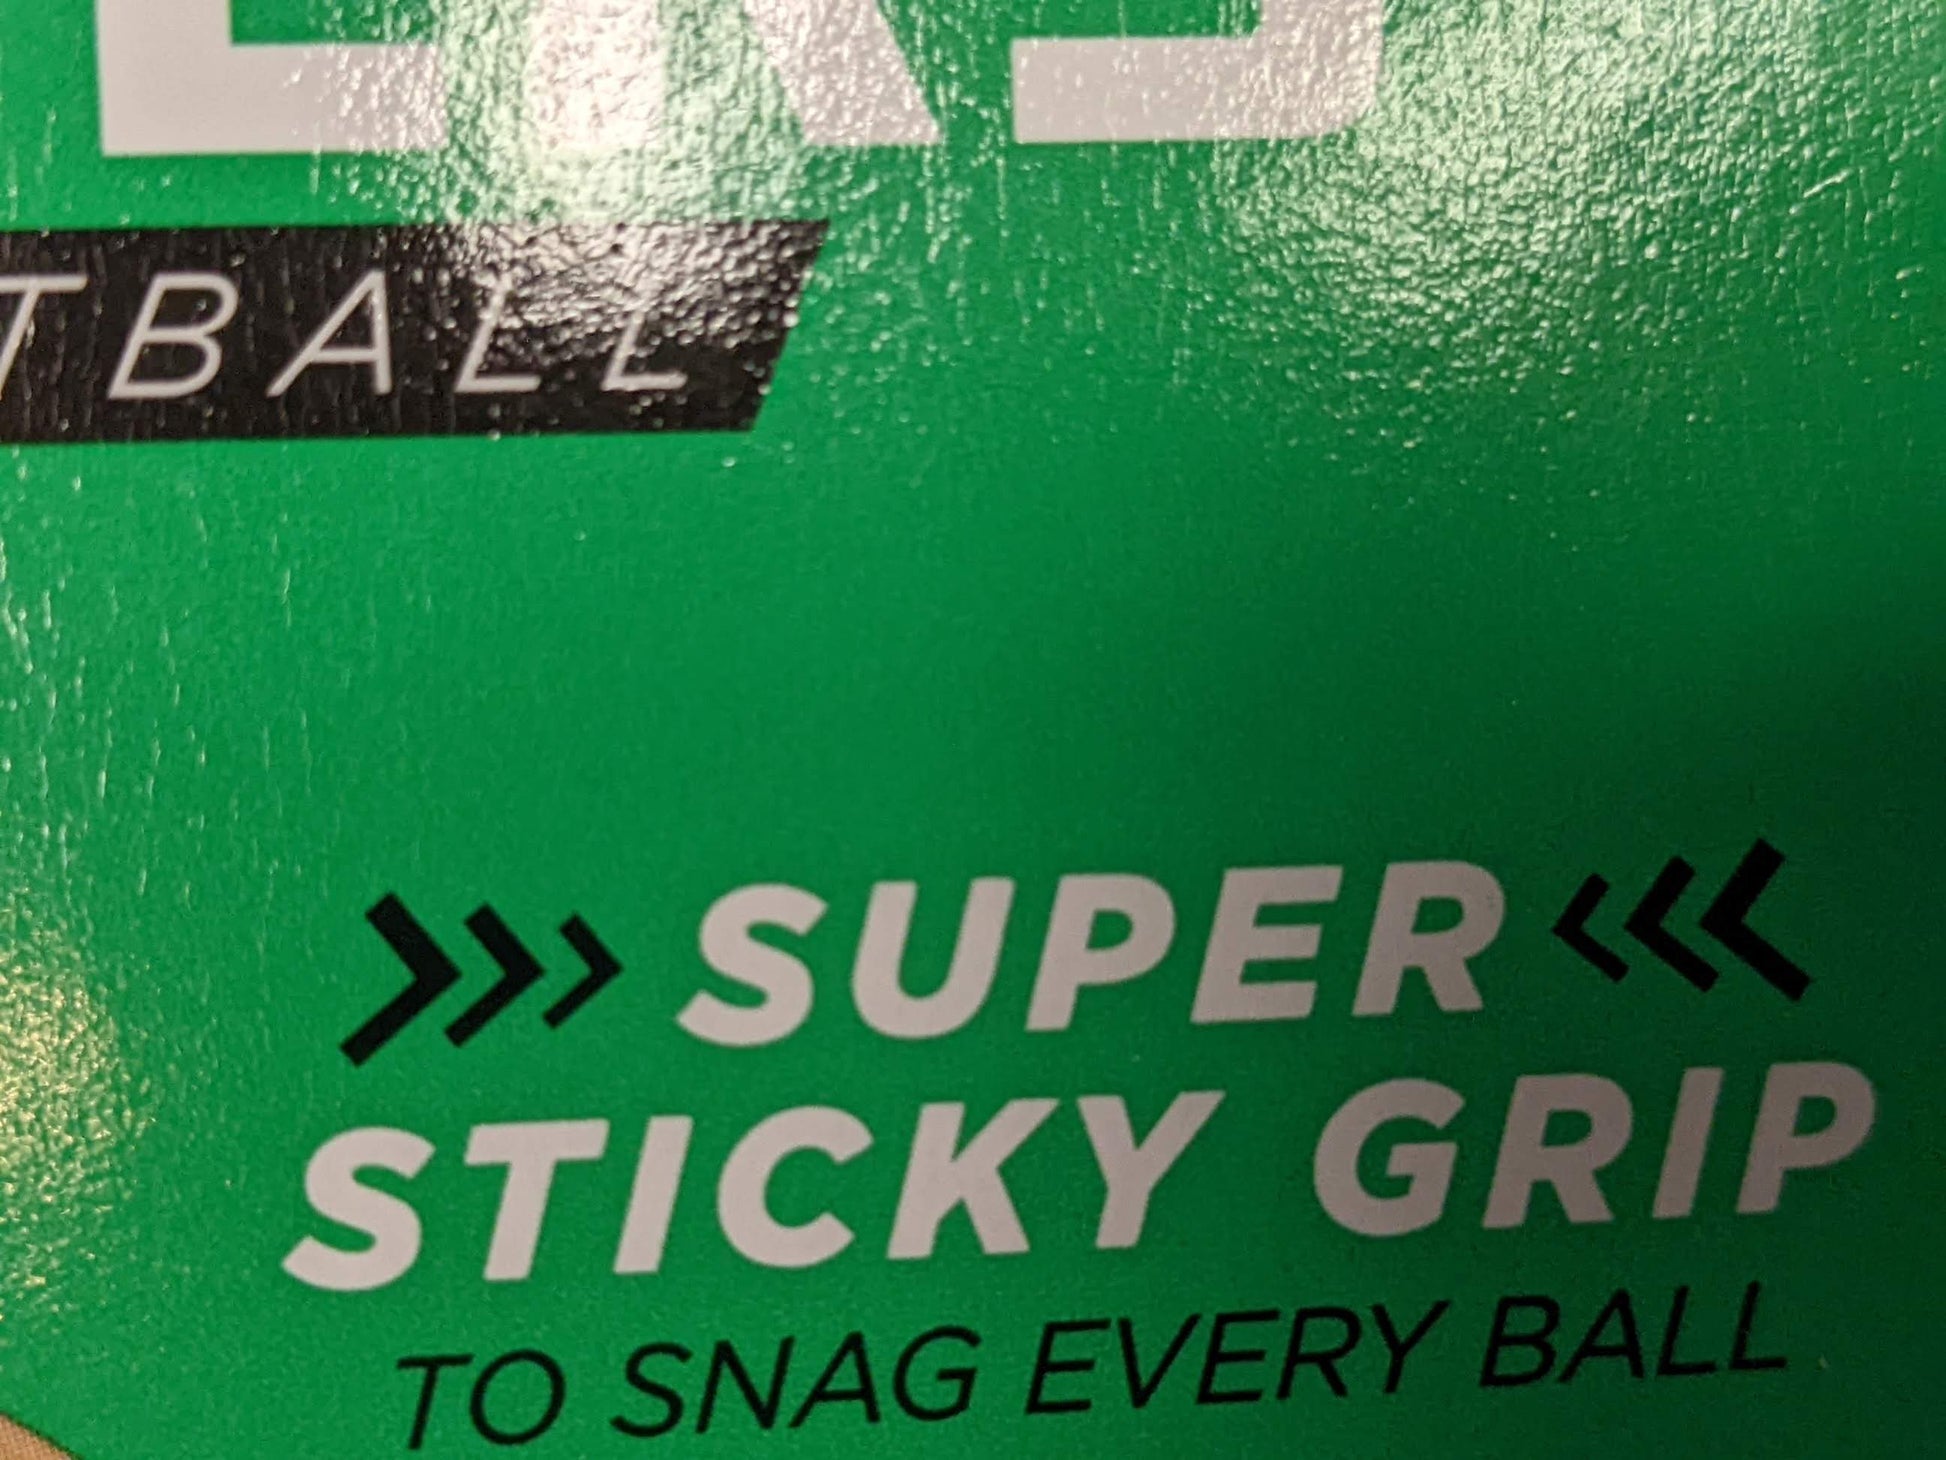 TBALL
>>> SUPER <<<
STICKY GRIP
TO SNAG EVERY BALL